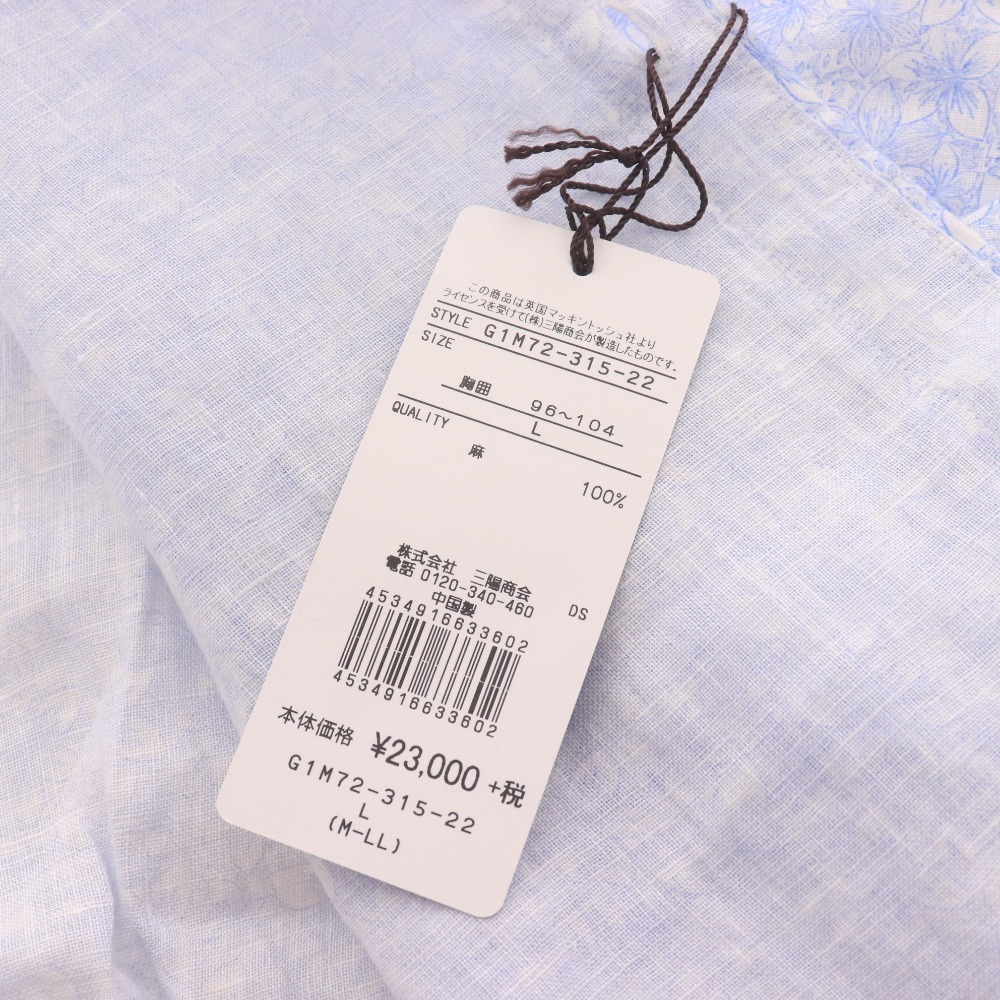 この商品は英国マッキントッシュ社より
ライセンスを受けて(株)三陽商会が製造したものです。
STYLE G1M72-315-22
SIZE
胸囲 96~104
L
QUALITY
麻
100%
株式会社 三陽商会
電話 0120-340-460 DS
中国製
4534916633602
4534916633602
本体価格 ¥23,000 +税
G1M72-315-22
L
(M-LL)